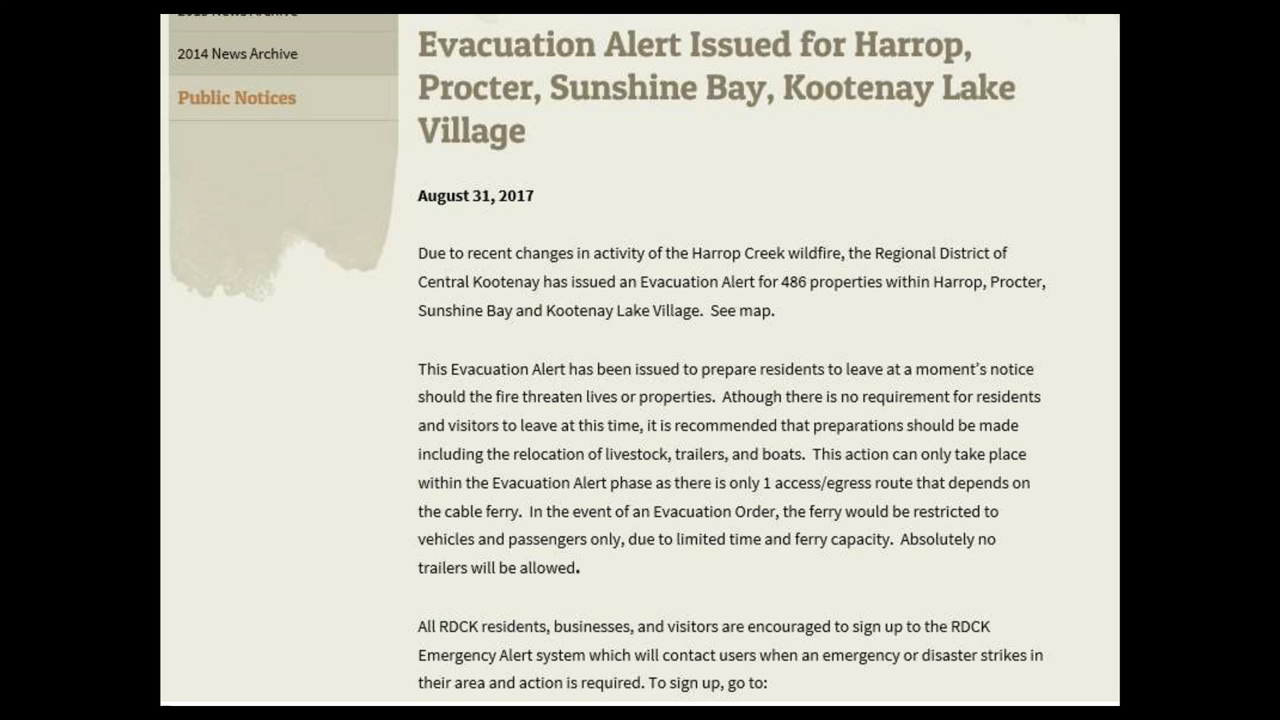 2014 News Archive
Public Notices
Evacuation Alert Issued for Harrop,
Procter, Sunshine Bay, Kootenay Lake
Village
August 31, 2017
Due to recent changes in activity of the Harrop Creek wildfire, the Regional District of
Central Kootenay has issued an Evacuation Alert for 486 properties within Harrop, Procter,
Sunshine Bay and Kootenay Lake Village. See map.
This Evacuation Alert has been issued to prepare residents to leave at a moment's notice
should the fire threaten lives or properties. Athough there is no requirement for residents
and visitors to leave at this time, it is recommended that preparations should be made
including the relocation of livestock, trailers, and boats. This action can only take place
within the Evacuation Alert phase as there is only 1 access/egress route that depends on
the cable ferry. In the event of an Evacuation Order, the ferry would be restricted to
vehicles and passengers only, due to limited time and ferry capacity. Absolutely no
trailers will be allowed.
All RDCK residents, businesses, and visitors are encouraged to sign up to the RDCK
Emergency Alert system which will contact users when an emergency or disaster strikes in
their area and action is required. To sign up, go to: